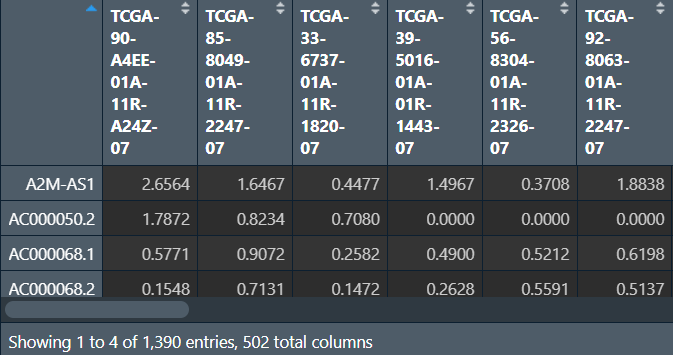 TCGA-90-A4EE-01A-11R-A24Z-07 TCGA-85-8049-01A-11R-2247-07 TCGA-33-6737-01A-11R-1820-07 TCGA-39-5016-01A-01R-1443-07 TCGA-56-8304-01A-11R-2326-07 TCGA-92-8063-01A-11R-2247-07
A2M-AS1 2.6564 1.6467 0.4477 1.4967 0.3708 1.8838
AC000050.2 1.7872 0.8234 0.7080 0.0000 0.0000 0.0000
AC000068.1 0.5771 0.9072 0.2582 0.4900 0.5212 0.6198
AC000068.2 0.1548 0.7131 0.1472 0.2628 0.5591 0.5137
Showing 1 to 4 of 1,390 entries, 502 total columns